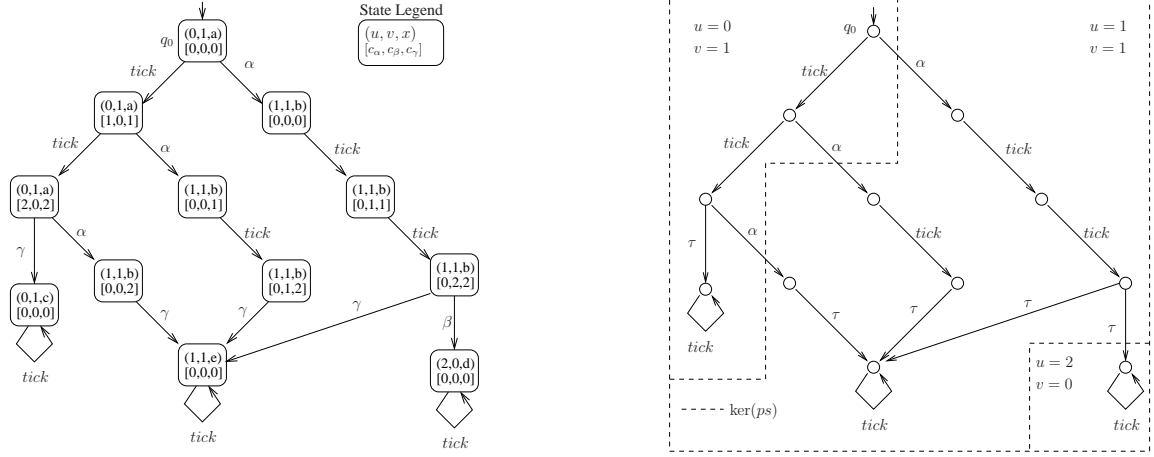 State Legend
(u, v, x)
[cα, cβ, cγ]
q0
(0,1,a)
[0,0,0]
tick
α
(0,1,a)
[1,0,1]
(1,1,b)
[0,0,0]
tick
α
tick
(0,1,a)
[2,0,2]
(1,1,b)
[0,0,1]
(1,1,b)
[0,1,1]
γ
α
tick
tick
(0,1,c)
[0,0,0]
(1,1,b)
[0,0,2]
(1,1,b)
[0,1,2]
(1,1,b)
[0,2,2]
γ
γ
γ
β
tick
(1,1,e)
[0,0,0]
(2,0,d)
[0,0,0]
tick
tick
u = 0
v = 1
q0
u = 1
v = 1
tick
α
tick
α
tick
τ
α
tick
tick
τ
τ
τ
τ
tick
u = 2
v = 0
ker(ps)
tick
tick